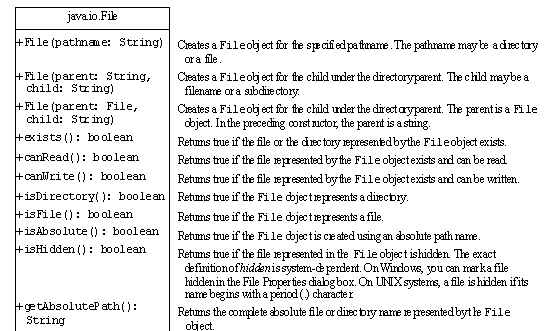 java.io.File
+File(pathname: String)
Creates a File object for the specified pathname. The pathname may be a directory
or a file.
+File(parent: String,
child: String)
Creates a File object for the child under the directory parent. The child may be a
filename or a subdirectory.
+File(parent: File,
child: String)
Creates a File object for the child under the directory parent. The parent is a File
object. In the preceding constructor, the parent is a string.
+exists(): boolean
Returns true if the file or the directory represented by the File object exists.
+canRead(): boolean
Returns true if the file represented by the File object exists and can be read.
+canWrite(): boolean
Returns true if the file represented by the File object exists and can be written.
+isDirectory(): boolean
Returns true if the File object represents a directory.
+isFile(): boolean
Returns true if the File object represents a file.
+isAbsolute(): boolean
Returns true if the File object is created using an absolute path name.
+isHidden(): boolean
Returns true if the file represented in the File object is hidden. The exact
definition of hidden is system-dependent. On Windows, you can mark a file
hidden in the File Properties dialog box. On UNIX systems, a file is hidden if its
name begins with a period (.) character.
+getAbsolutePath():
String
Returns the complete absolute file or directory name represented by the File
object.